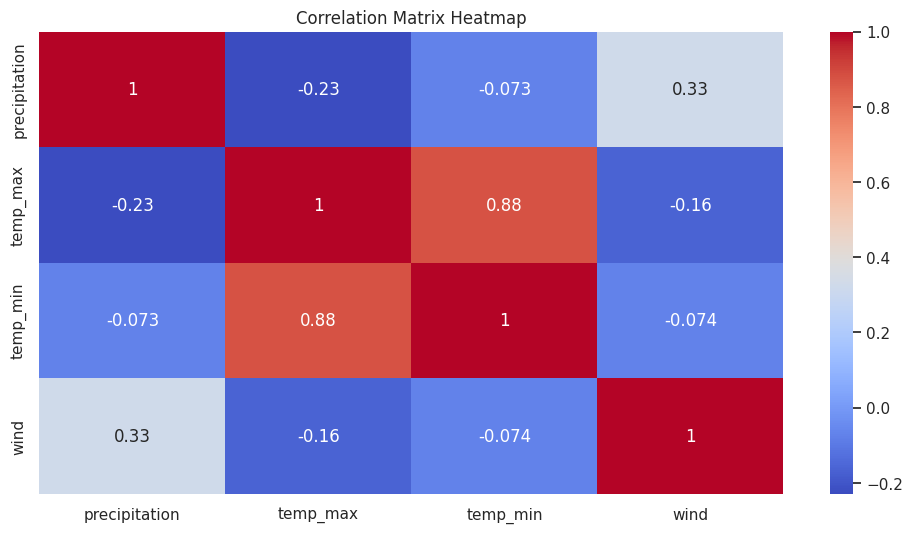 Correlation Matrix Heatmap
precipitation 1 -0.23 -0.073 0.33
temp_max -0.23 1 0.88 -0.16
temp_min -0.073 0.88 1 -0.074
wind 0.33 -0.16 -0.074 1
precipitation temp_max temp_min wind
1.0
0.8
0.6
0.4
0.2
0.0
−0.2